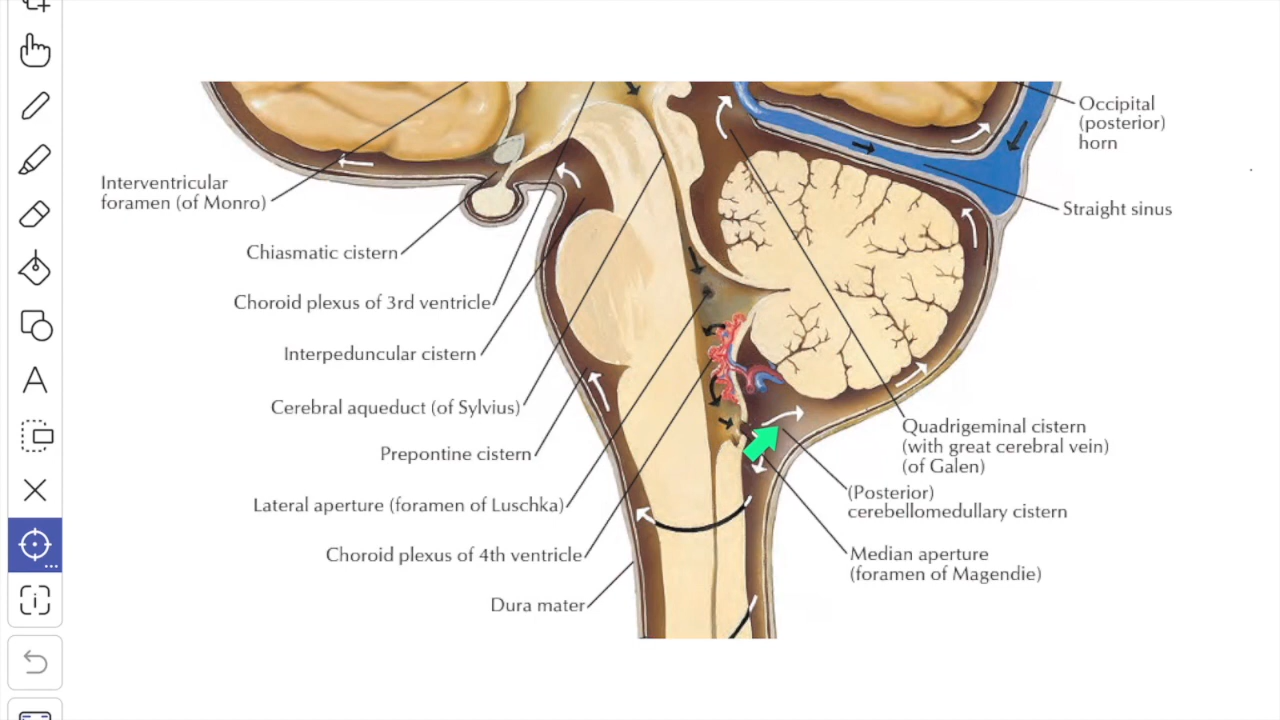 Occipital
(posterior)
horn
Interventricular
foramen (of Monro)
Straight sinus
Chiasmatic cistern
Choroid plexus of 3rd ventricle
Interpeduncular cistern
Cerebral aqueduct (of Sylvius)
Quadrigeminal cistern
(with great cerebral vein)
(of Galen)
Prepontine cistern
(Posterior)
cerebellomedullary cistern
Lateral aperture (foramen of Luschka)
Choroid plexus of 4th ventricle
Median aperture
(foramen of Magendie)
Dura mater